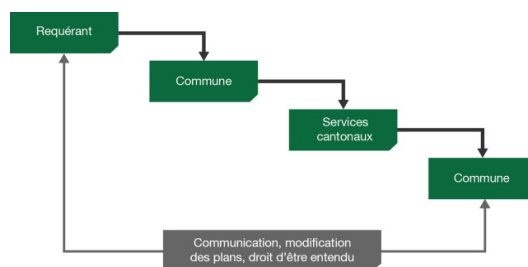 Requérant
Commune
Services
cantonaux
Commune
Communication, modification
des plans, droit d'être entendu